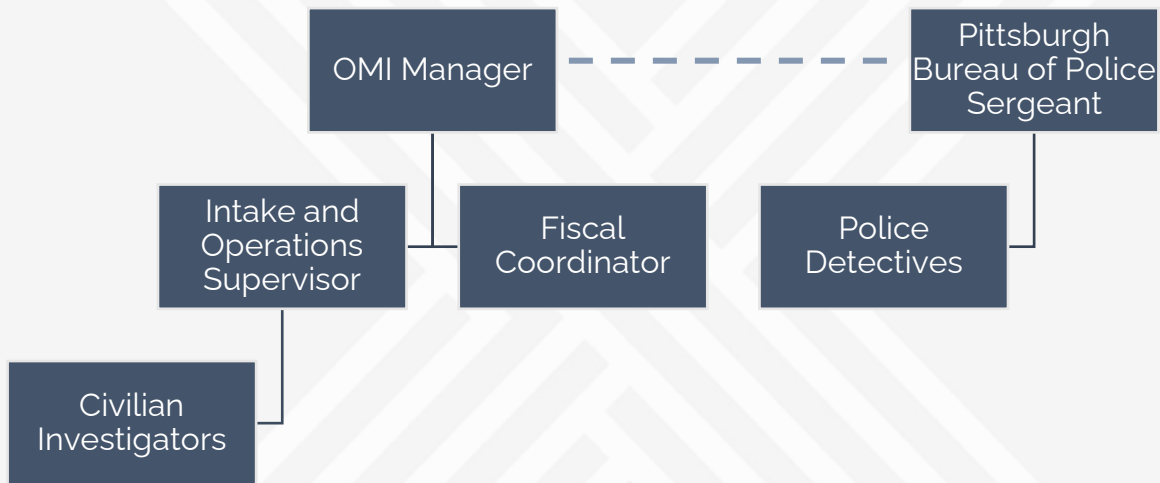 OMI Manager
Pittsburgh
Bureau of Police
Sergeant
Intake and
Operations
Supervisor
Fiscal
Coordinator
Police
Detectives
Civilian
Investigators